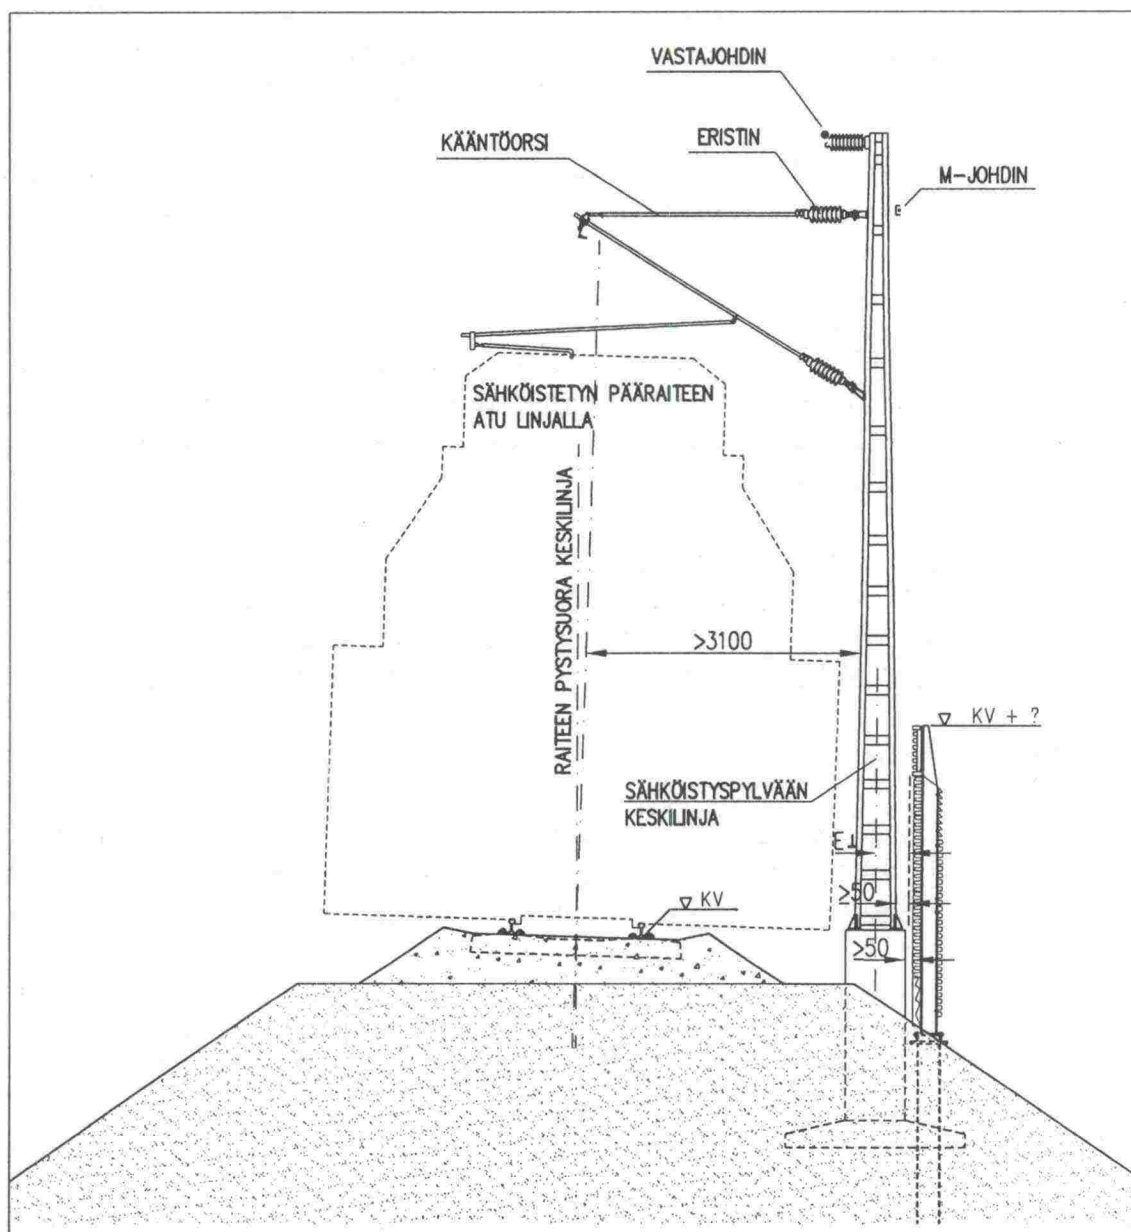 VASTAJOHDIN
KÄÄNTÖORSI
ERISTIN
M-JOHDIN
SÄHKÖISTETYN PÄÄRAITEEN
ATU LINJALLA
RAITEEN PYSTYSUORA KESKILINJA
>3100
KV + ?
SÄHKÖISTYSPYLVÄÄN
KESKILINJA
E⊥
≥50
KV
>50